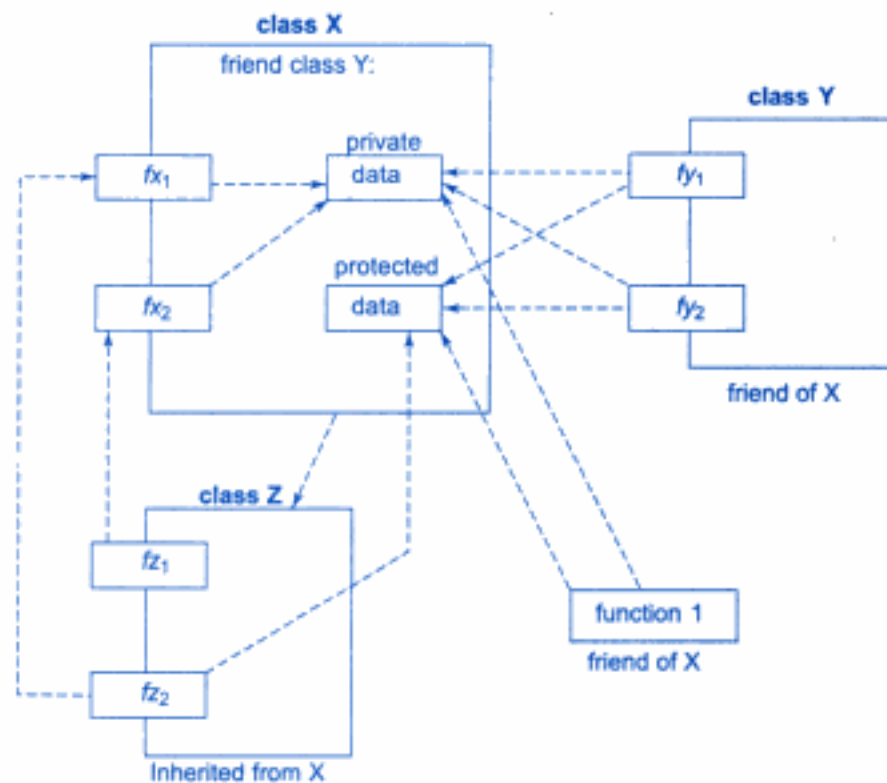 class X
friend class Y:
class Y
private
data
fx₁
fy₁
protected
data
fx₂
fy₂
friend of X
class Z
fz₁
function 1
friend of X
fz₂
Inherited from X